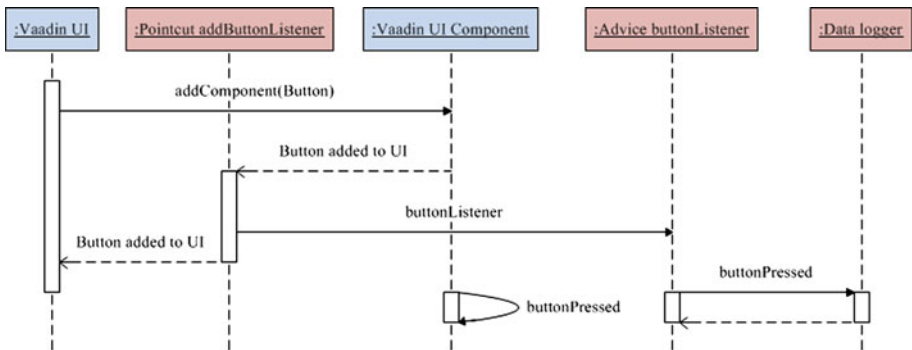 :Vaadin UI
:Pointcut addButtonListener
:Vaadin UI Component
:Advice buttonListener
:Data logger
addComponent(Button)
Button added to UI
buttonListener
Button added to UI
buttonPressed
buttonPressed